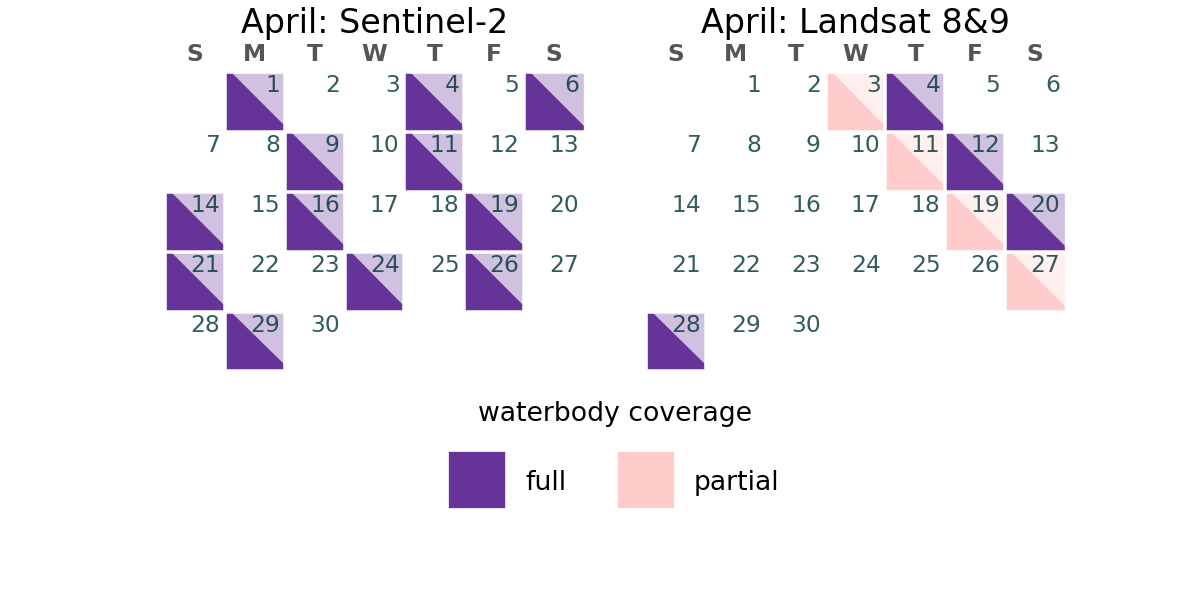 April: Sentinel-2
S M T W T F S
1 2 3 4 5 6
7 8 9 10 11 12 13
14 15 16 17 18 19 20
21 22 23 24 25 26 27
28 29 30
April: Landsat 8&9
S M T W T F S
1 2 3 4 5 6
7 8 9 10 11 12 13
14 15 16 17 18 19 20
21 22 23 24 25 26 27
28 29 30
waterbody coverage
full
partial